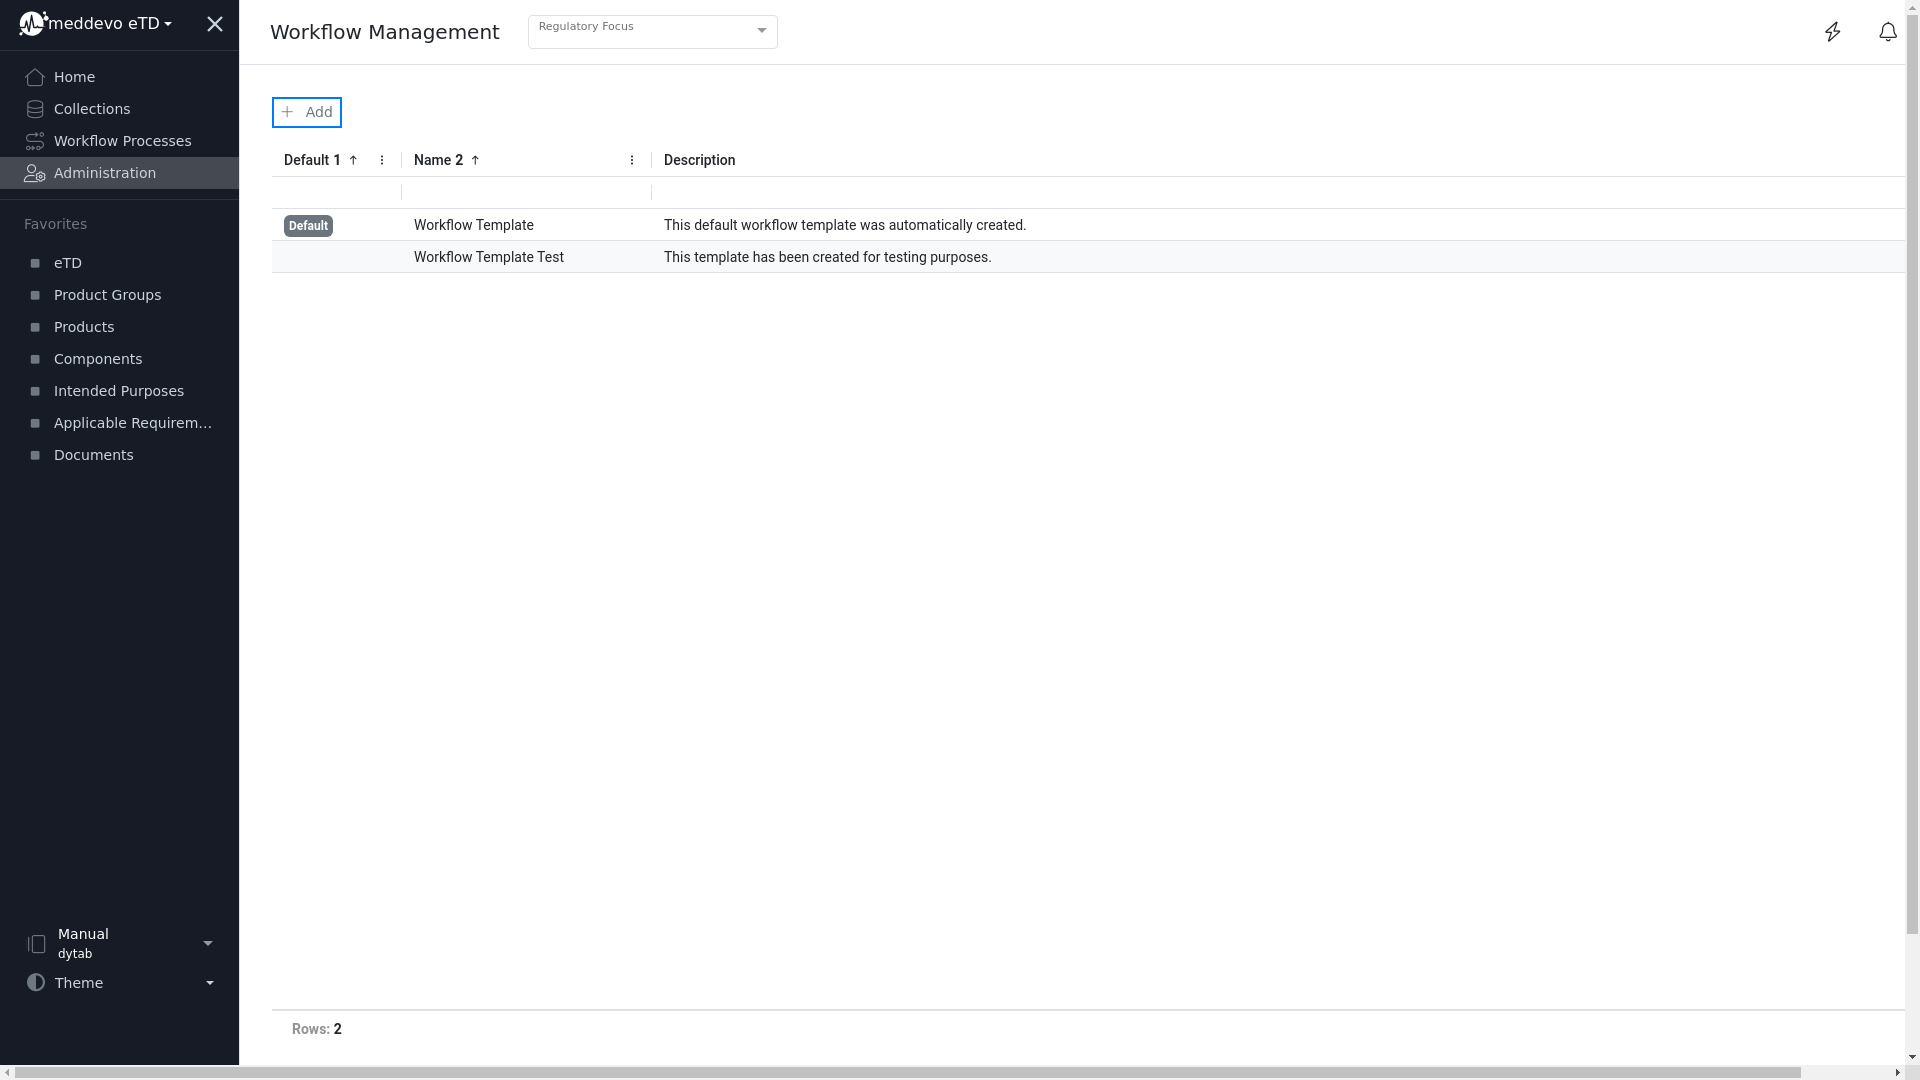 meddevo eTD
Home
Collections
Workflow Processes
Administration
Favorites
eTD
Product Groups
Products
Components
Intended Purposes
Applicable Requirem...
Documents
Manual
dytab
Theme
Workflow Management
Regulatory Focus
Add
Default 1 Name 2 Description
Default Workflow Template This default workflow template was automatically created.
Workflow Template Test This template has been created for testing purposes.
Rows: 2